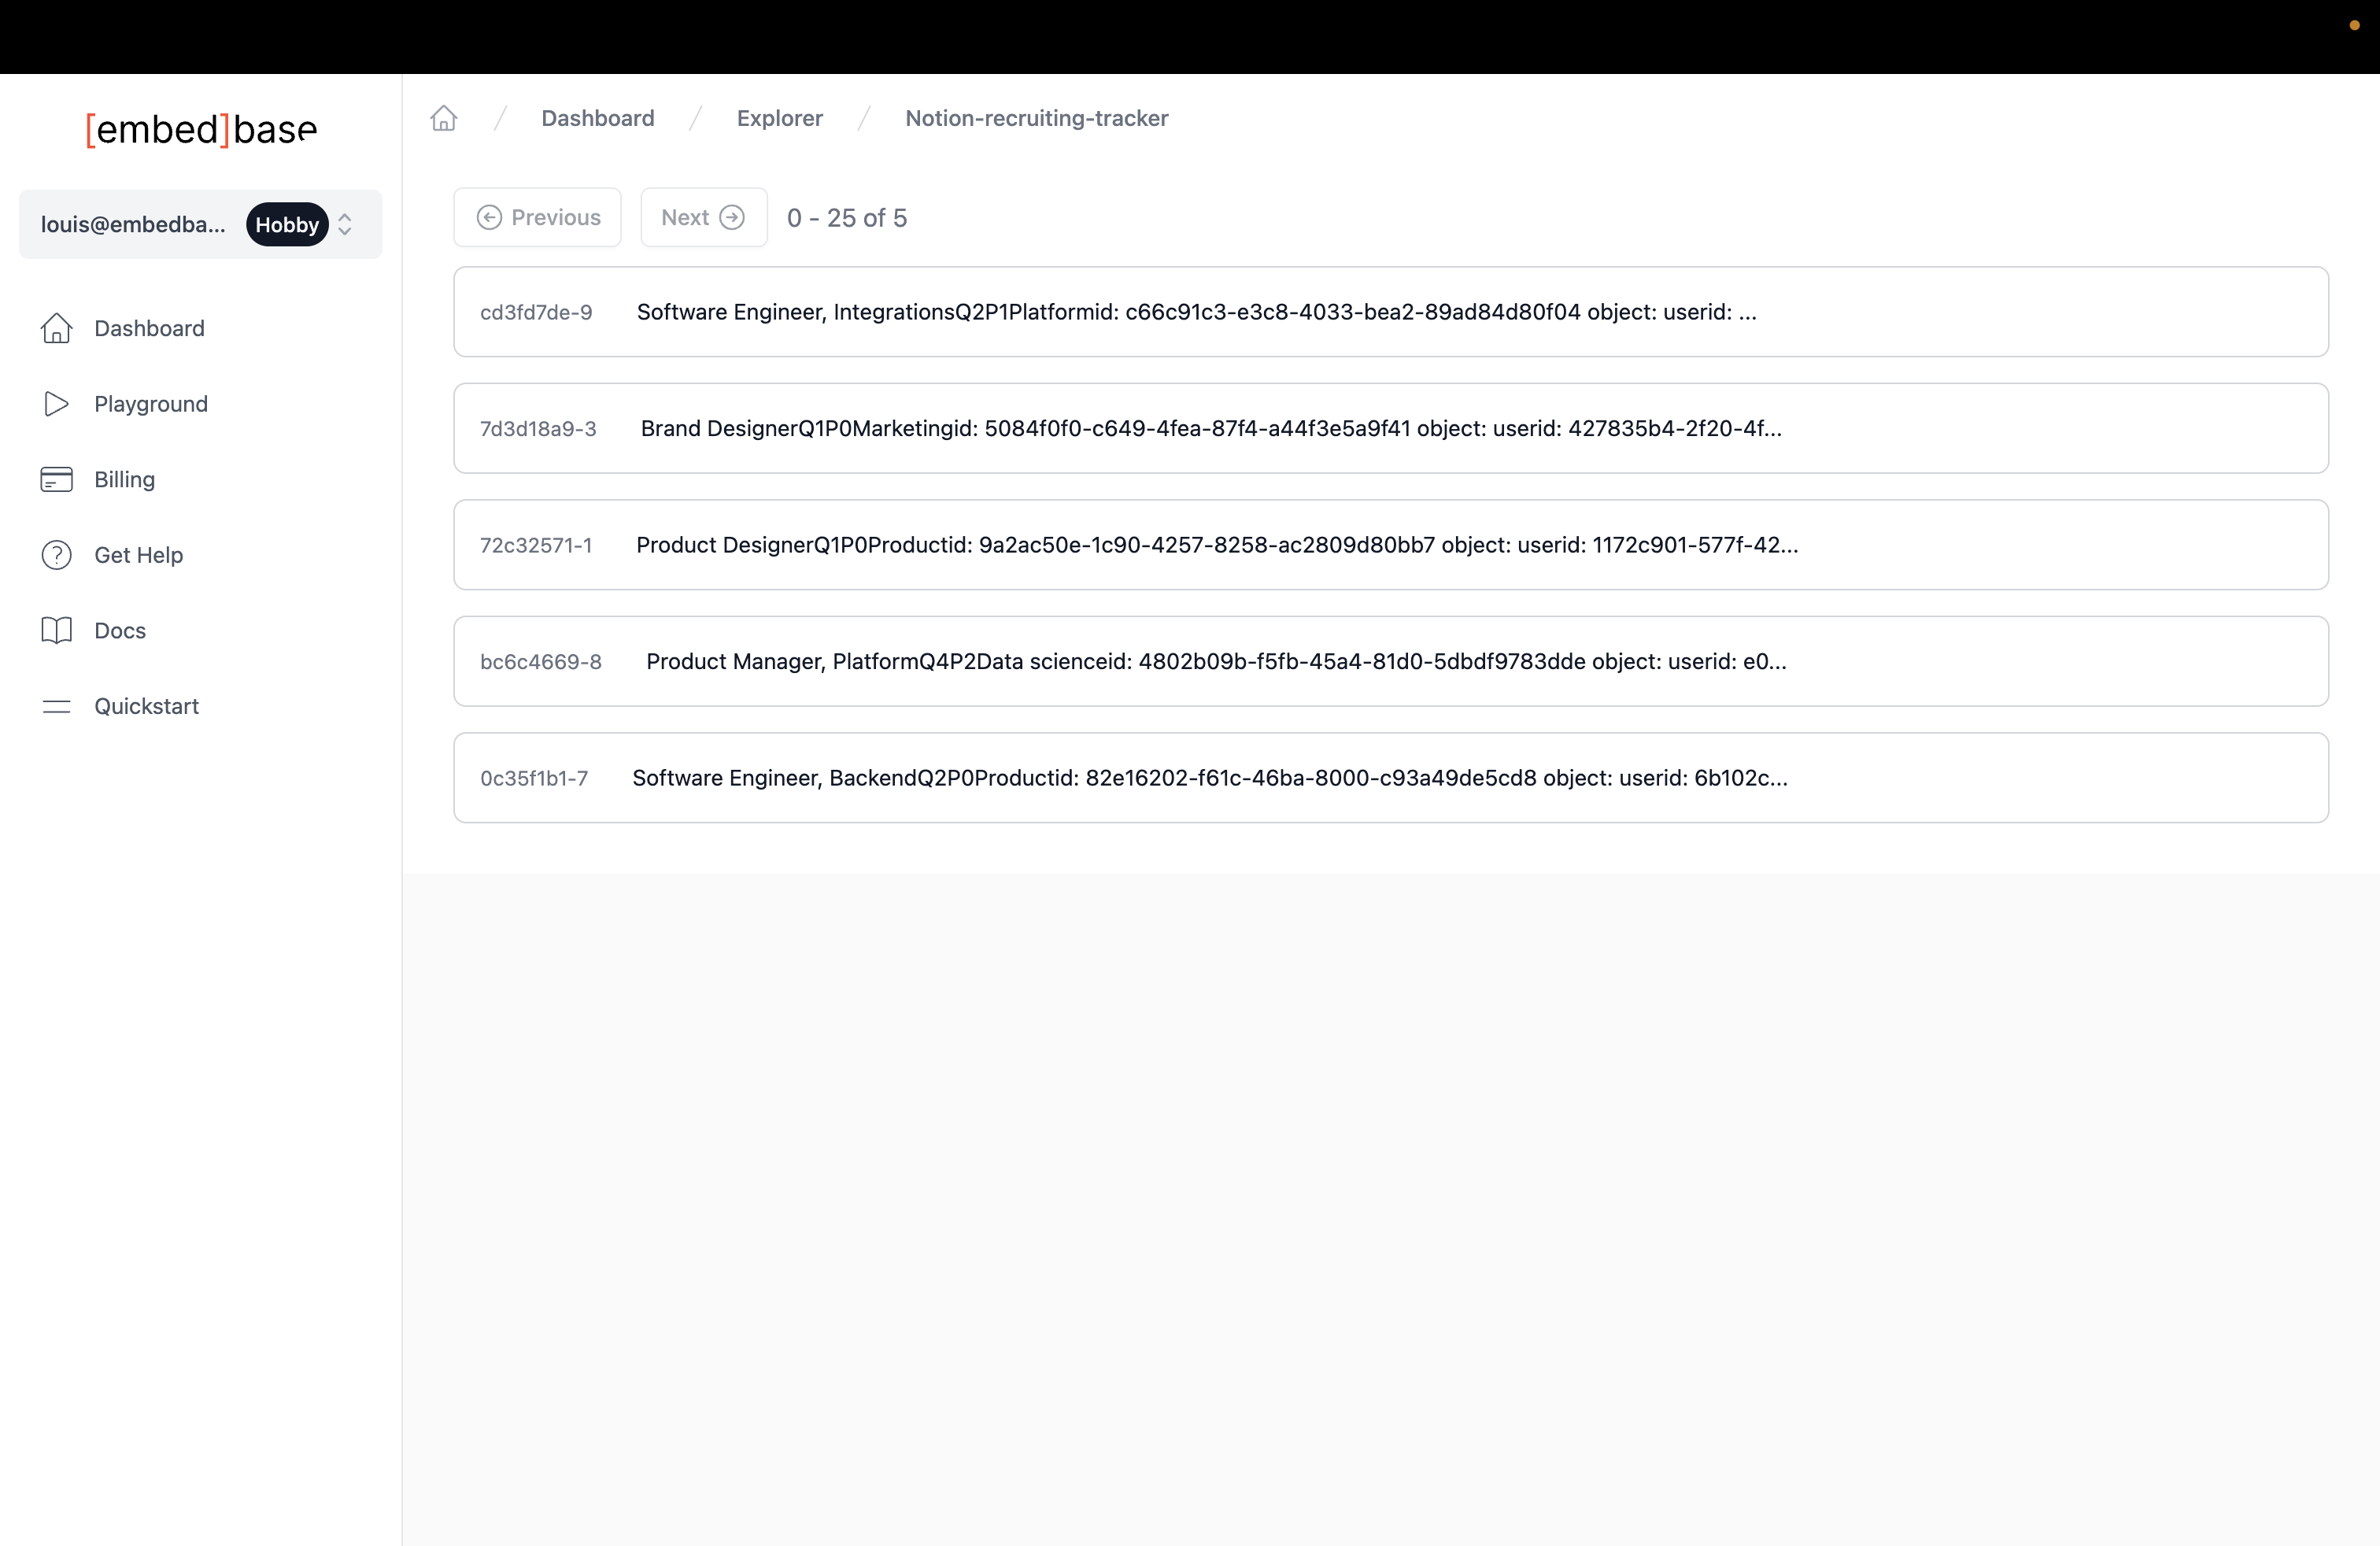 [embed]base
louis@embedba... Hobby
Dashboard
Playground
Billing
Get Help
Docs
Quickstart
/ Dashboard / Explorer / Notion-recruiting-tracker
Previous Next 0 - 25 of 5
cd3fd7de-9 Software Engineer, IntegrationsQ2P1Platformid: c66c91c3-e3c8-4033-bea2-89ad84d80f04 object: userid: ...
7d3d18a9-3 Brand DesignerQ1P0Marketingid: 5084f0f0-c649-4fea-87f4-a44f3e5a9f41 object: userid: 427835b4-2f20-4f...
72c32571-1 Product DesignerQ1P0Productid: 9a2ac50e-1c90-4257-8258-ac2809d80bb7 object: userid: 1172c901-577f-42...
bc6c4669-8 Product Manager, PlatformQ4P2Data scienceid: 4802b09b-f5fb-45a4-81d0-5dbdf9783dde object: userid: e0...
0c35f1b1-7 Software Engineer, BackendQ2P0Productid: 82e16202-f61c-46ba-8000-c93a49de5cd8 object: userid: 6b102c...